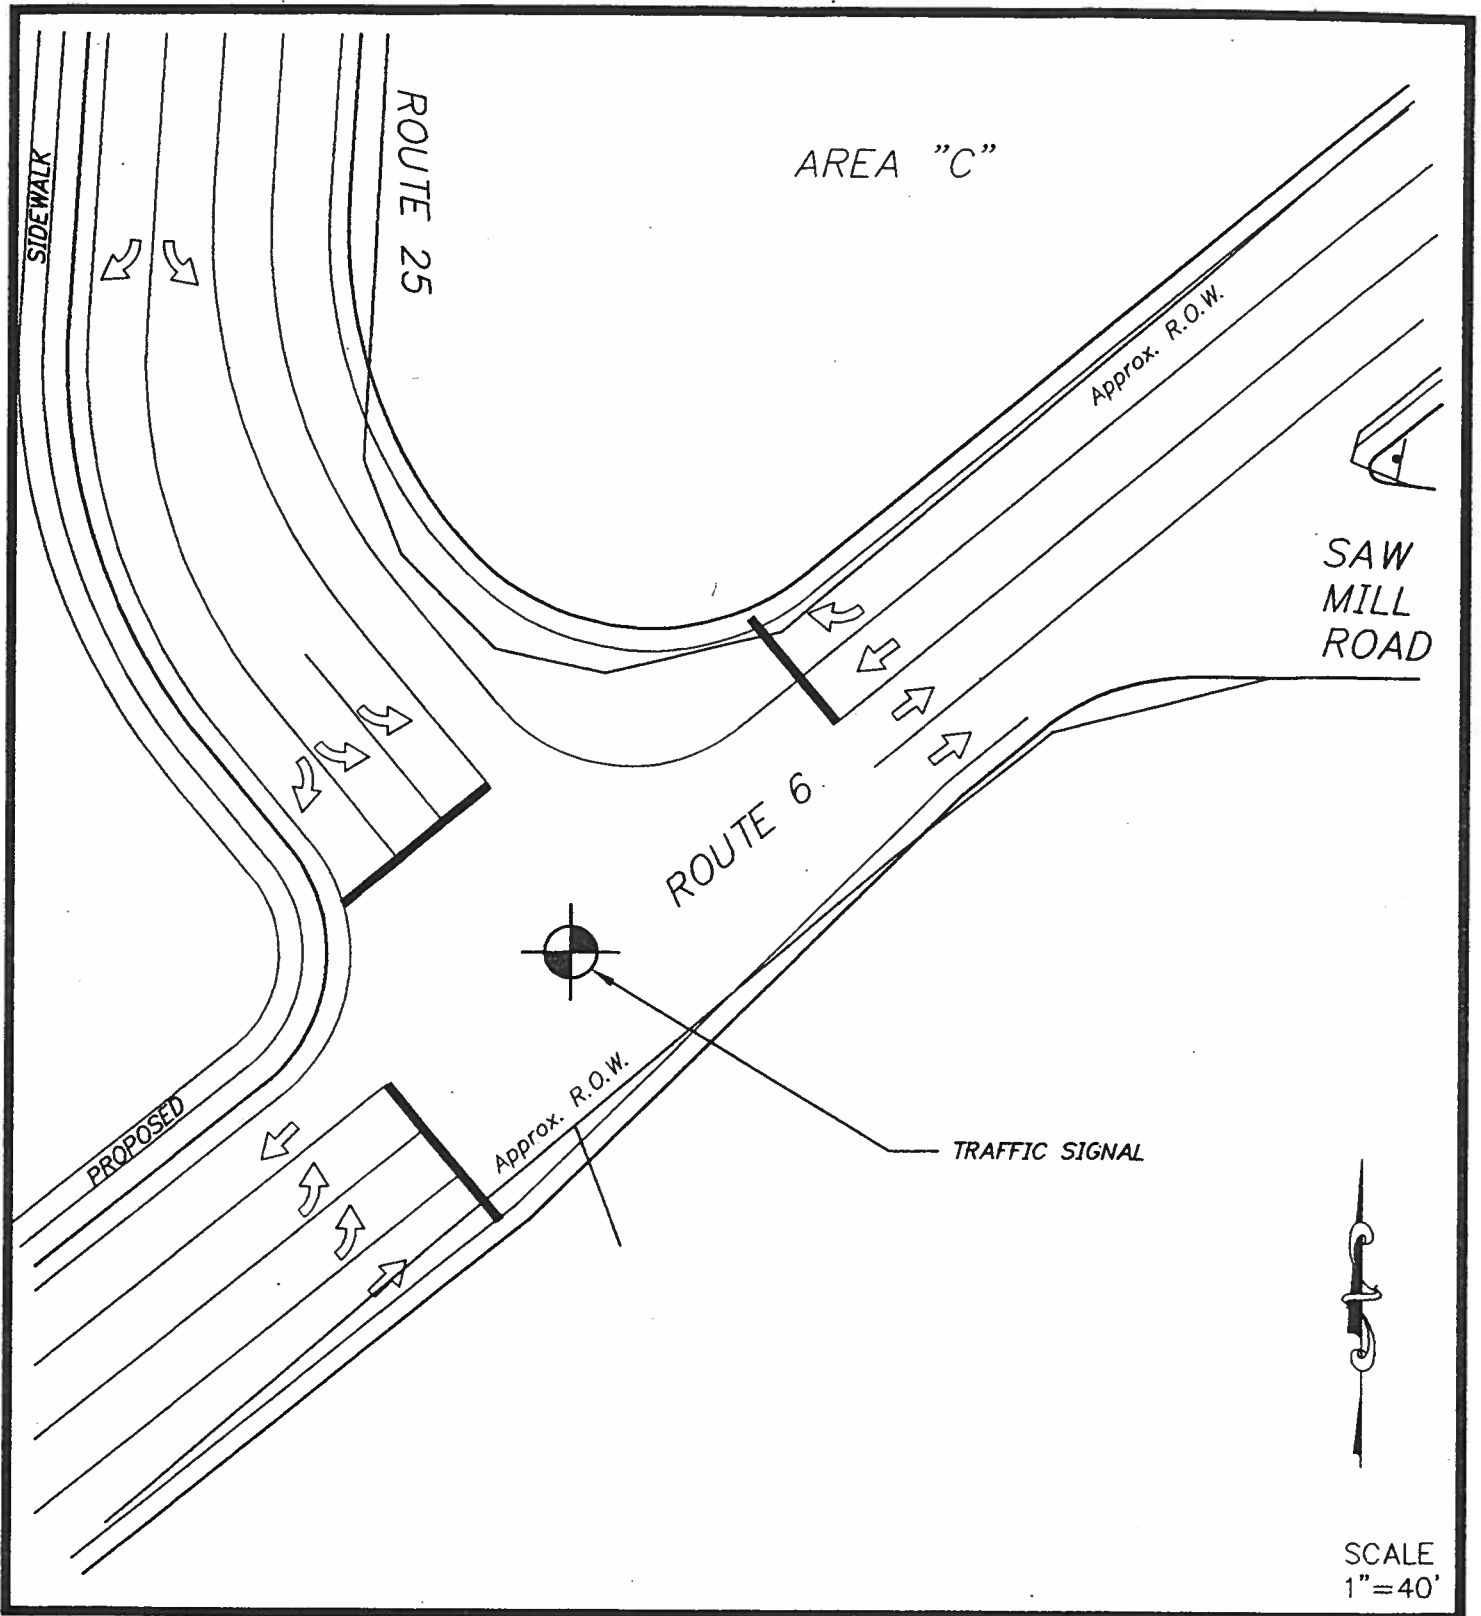 SIDEWALK
ROUTE 25
AREA "C"
Approx. R.O.W.
SAW
MILL
ROAD
ROUTE 6
Approx. R.O.W.
PROPOSED
TRAFFIC SIGNAL
SCALE
1"=40'